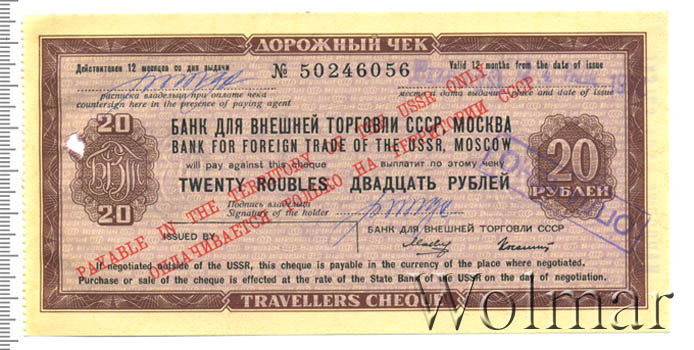 ДОРОЖНЫЙ ЧЕК
Действителен 12 месяцев со дня выдачи
Valid 12 months from the date of issue
№ 50246056
расписка владельца при оплате чека
countersign here in the presence of paying agent
место и дата выдачи
place and date of issue
20
БАНК ДЛЯ ВНЕШНЕЙ ТОРГОВЛИ СССР, МОСКВА
BANK FOR FOREIGN TRADE OF THE USSR, MOSCOW
will pay against this cheque
выплатит по этому чеку
TWENTY ROUBLES ДВАДЦАТЬ РУБЛЕЙ
20
РУБЛЕЙ
20
Подпись владельца
Signature of the holder
ISSUED BY
БАНК ДЛЯ ВНЕШНЕЙ ТОРГОВЛИ СССР
PAYABLE IN THE TERRITORY OF THE USSR ONLY
ОПЛАЧИВАЕТСЯ ТОЛЬКО НА ТЕРРИТОРИИ СССР
If negotiated outside of the USSR, this cheque is payable in the currency of the place where negotiated.
Purchase or sale of the cheque is effected at the rate of the State Bank of the USSR on the day of negotiation.
TRAVELLERS CHEQUE
Wolmar